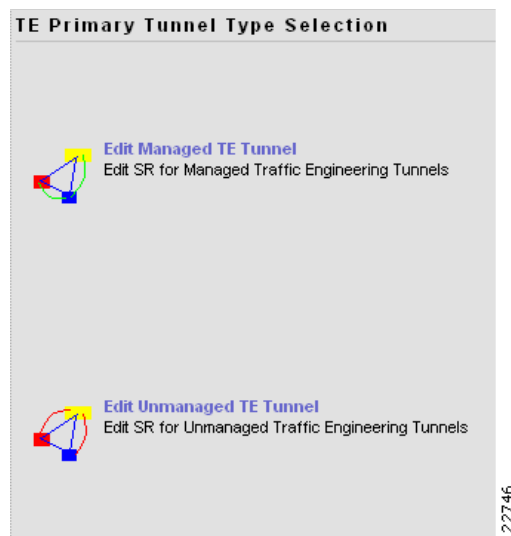 TE Primary Tunnel Type Selection
Edit Managed TE Tunnel
Edit SR for Managed Traffic Engineering Tunnels
Edit Unmanaged TE Tunnel
Edit SR for Unmanaged Traffic Engineering Tunnels
22746